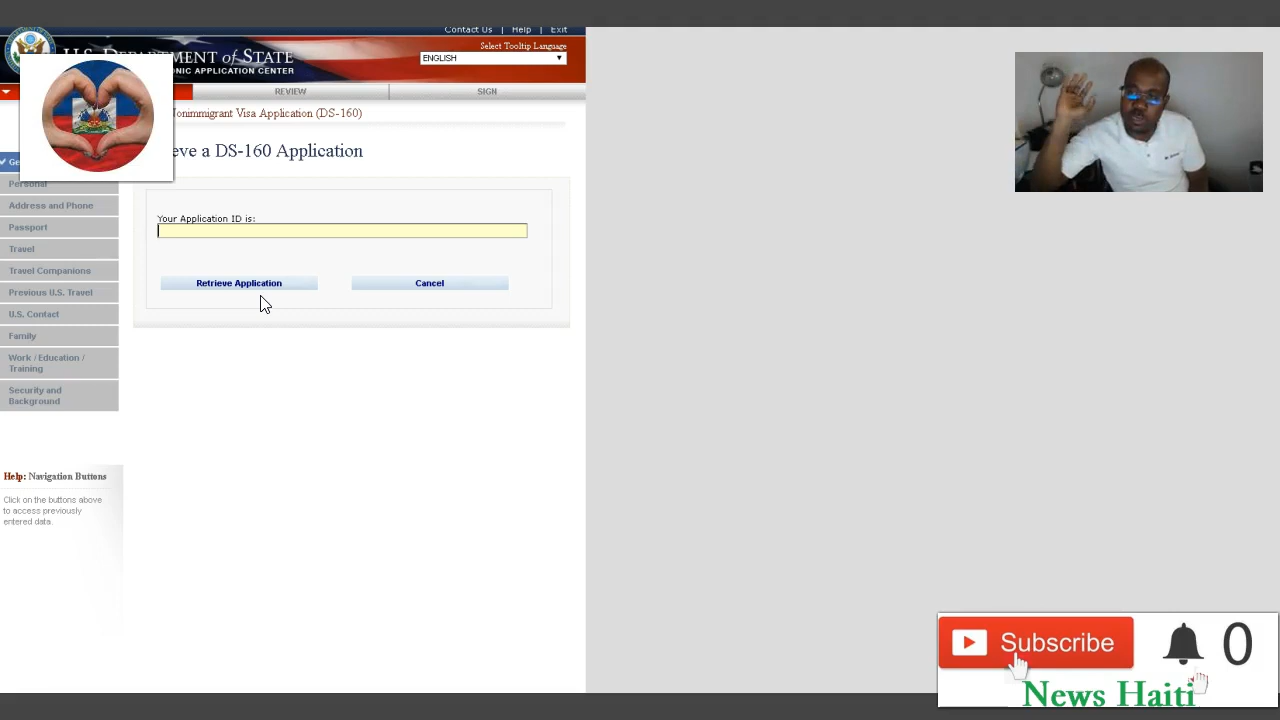 Contact Us | Help | Exit
Select Tooltip Language
ENGLISH
DEPARTMENT of STATE
APPLICATION CENTER
REVIEW
SIGN
Nonimmigrant Visa Application (DS-160)
a DS-160 Application
Personal
Address and Phone
Passport
Travel
Travel Companions
Previous U.S. Travel
U.S. Contact
Family
Work / Education /
Training
Security and
Background
Your Application ID is:
Retrieve Application
Cancel
Help: Navigation Buttons
Click on the buttons above
to access previously
entered data.
Subscribe
0
News Haiti